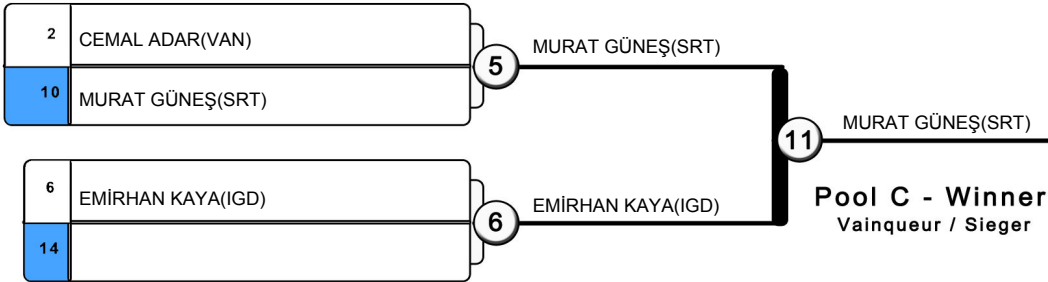 2 CEMAL ADAR(VAN)
10 MURAT GÜNEŞ(SRT)
5
MURAT GÜNEŞ(SRT)
6 EMİRHAN KAYA(IGD)
14
6
EMİRHAN KAYA(IGD)
11
MURAT GÜNEŞ(SRT)
Pool C - Winner
Vainqueur / Sieger